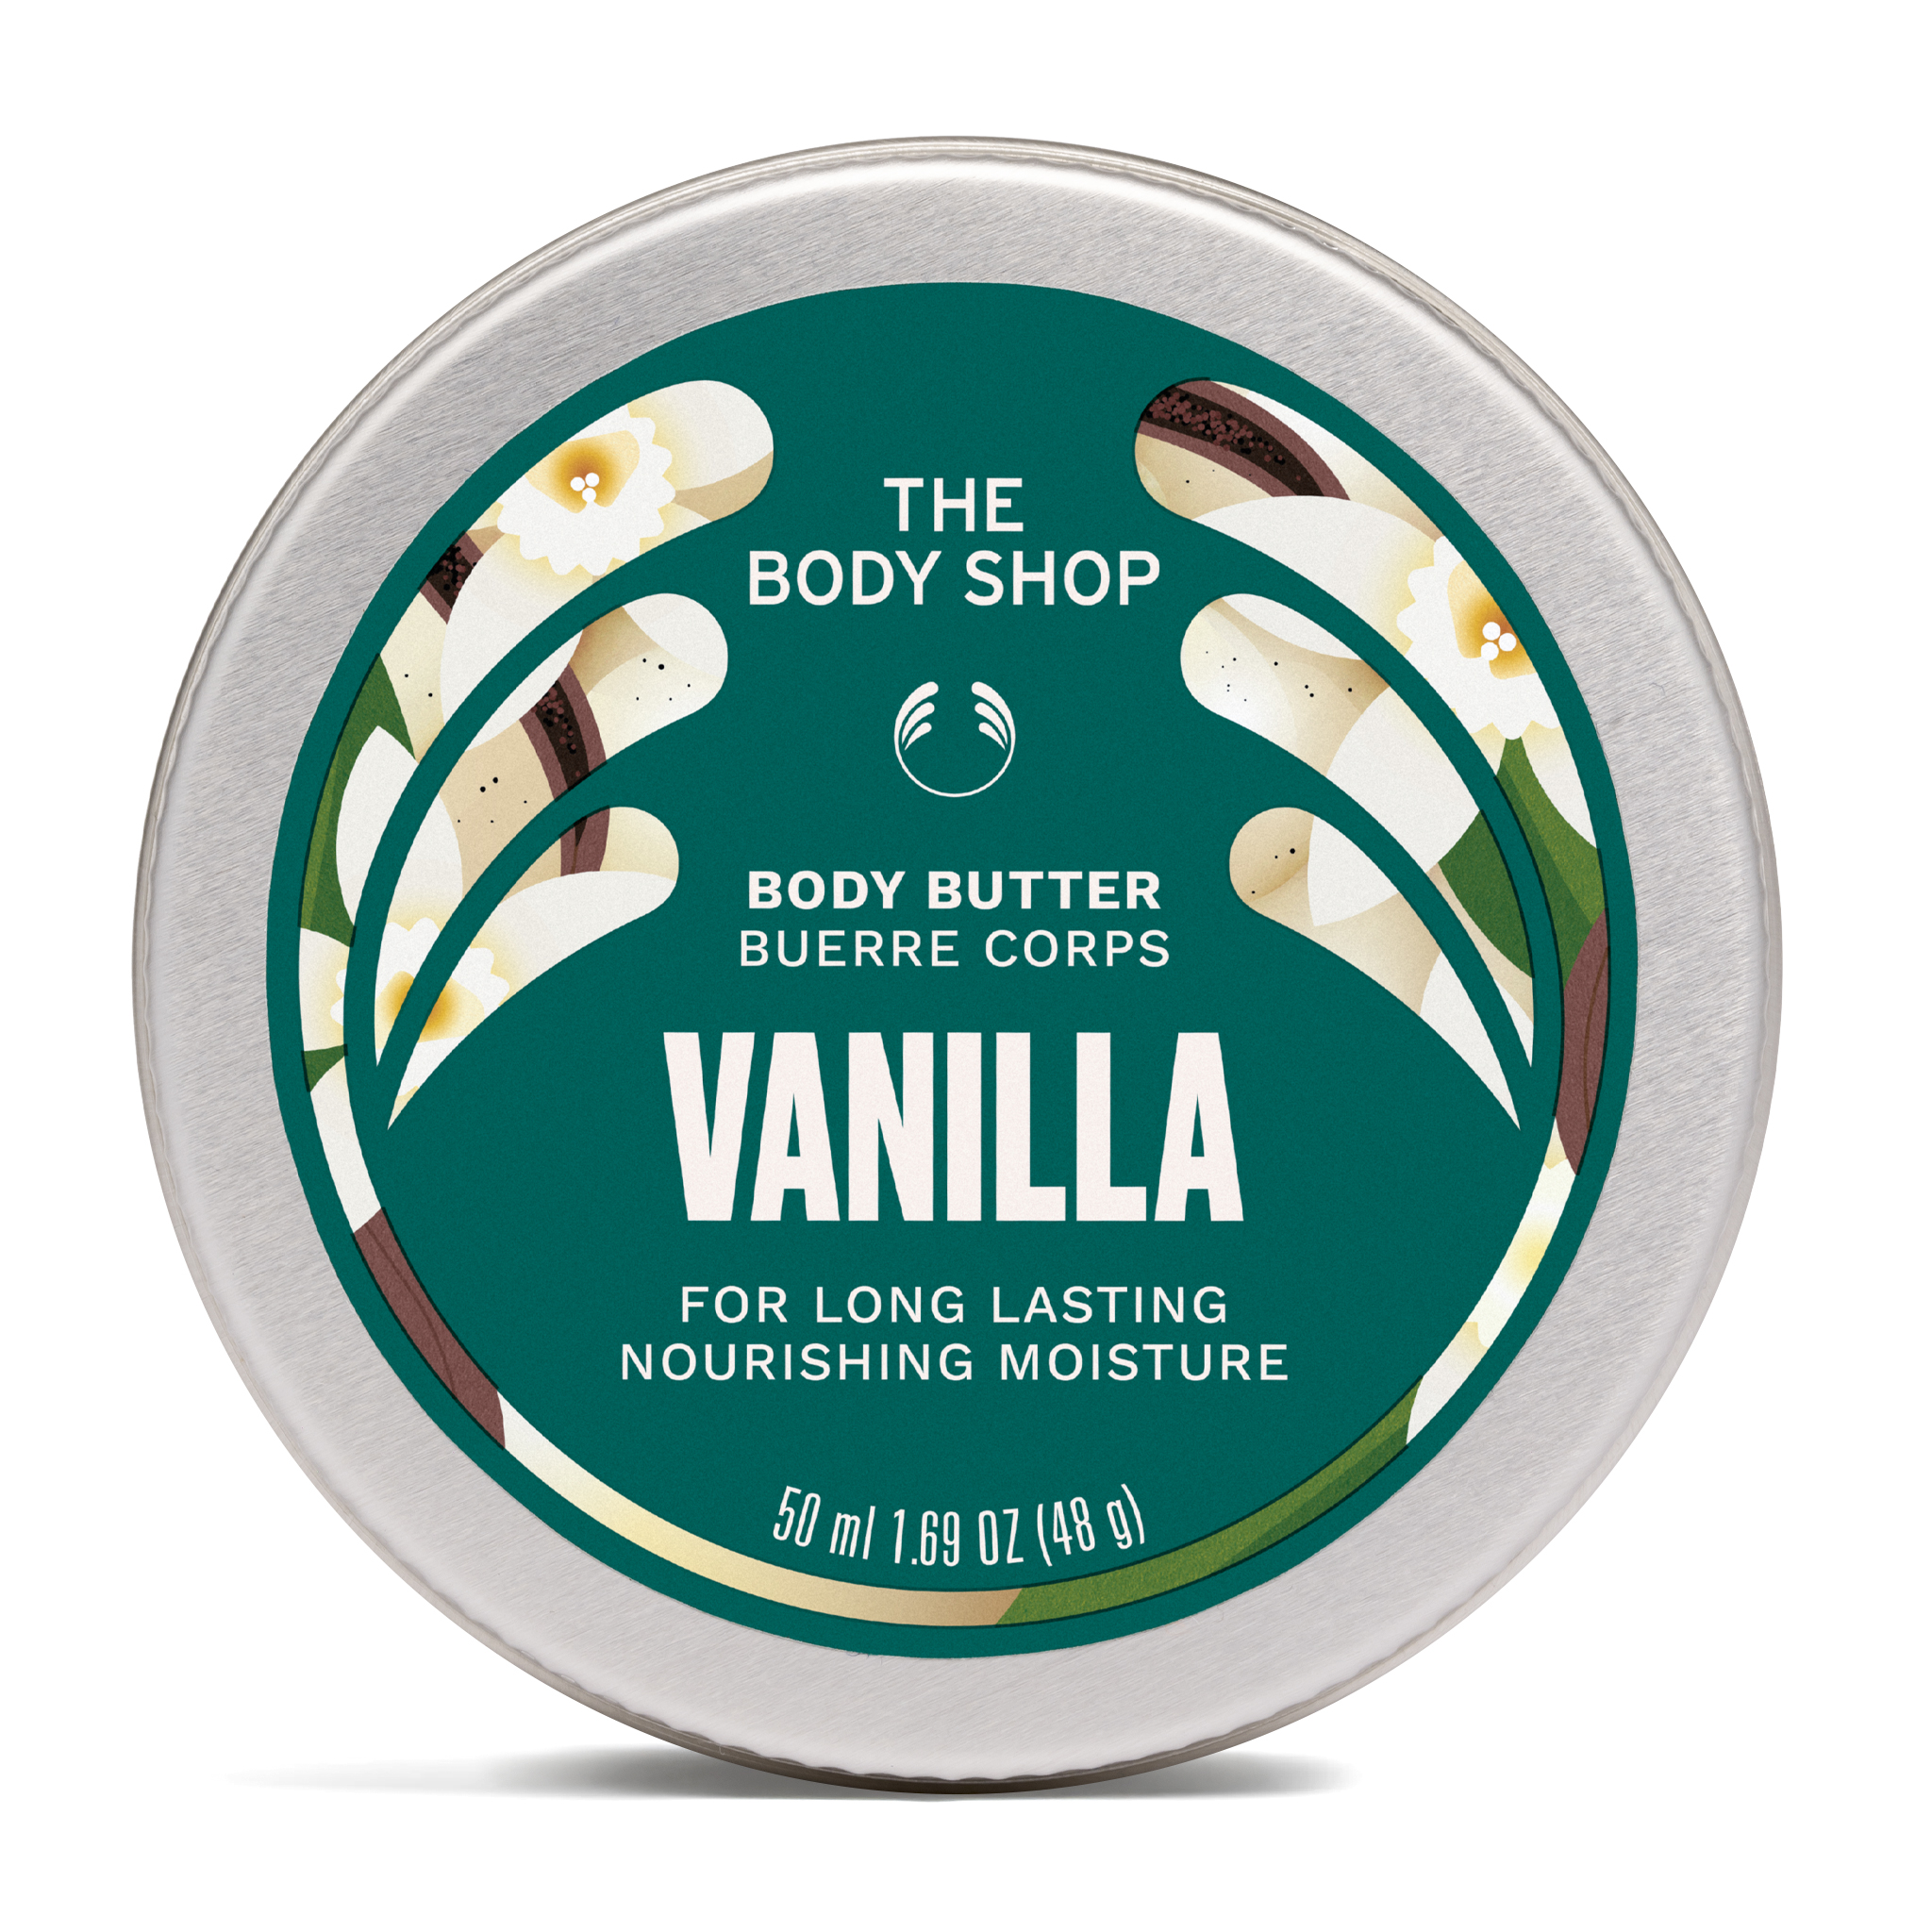 THE
BODY SHOP
BODY BUTTER
BUERRE CORPS
VANILLA
FOR LONG LASTING
NOURISHING MOISTURE
50 ml 1.69 OZ (48 g)